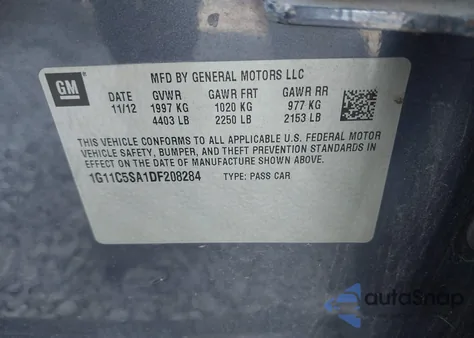 GM
MFD BY GENERAL MOTORS LLC
DATE GVWR GAWR FRT GAWR RR
11/12 1997 KG 1020 KG 977 KG
4403 LB 2250 LB 2153 LB
THIS VEHICLE CONFORMS TO ALL APPLICABLE U.S. FEDERAL MOTOR
VEHICLE SAFETY, BUMPER, AND THEFT PREVENTION STANDARDS IN
EFFECT ON THE DATE OF MANUFACTURE SHOWN ABOVE.
1G11C5SA1DF208284 TYPE: PASS CAR
autoSnap